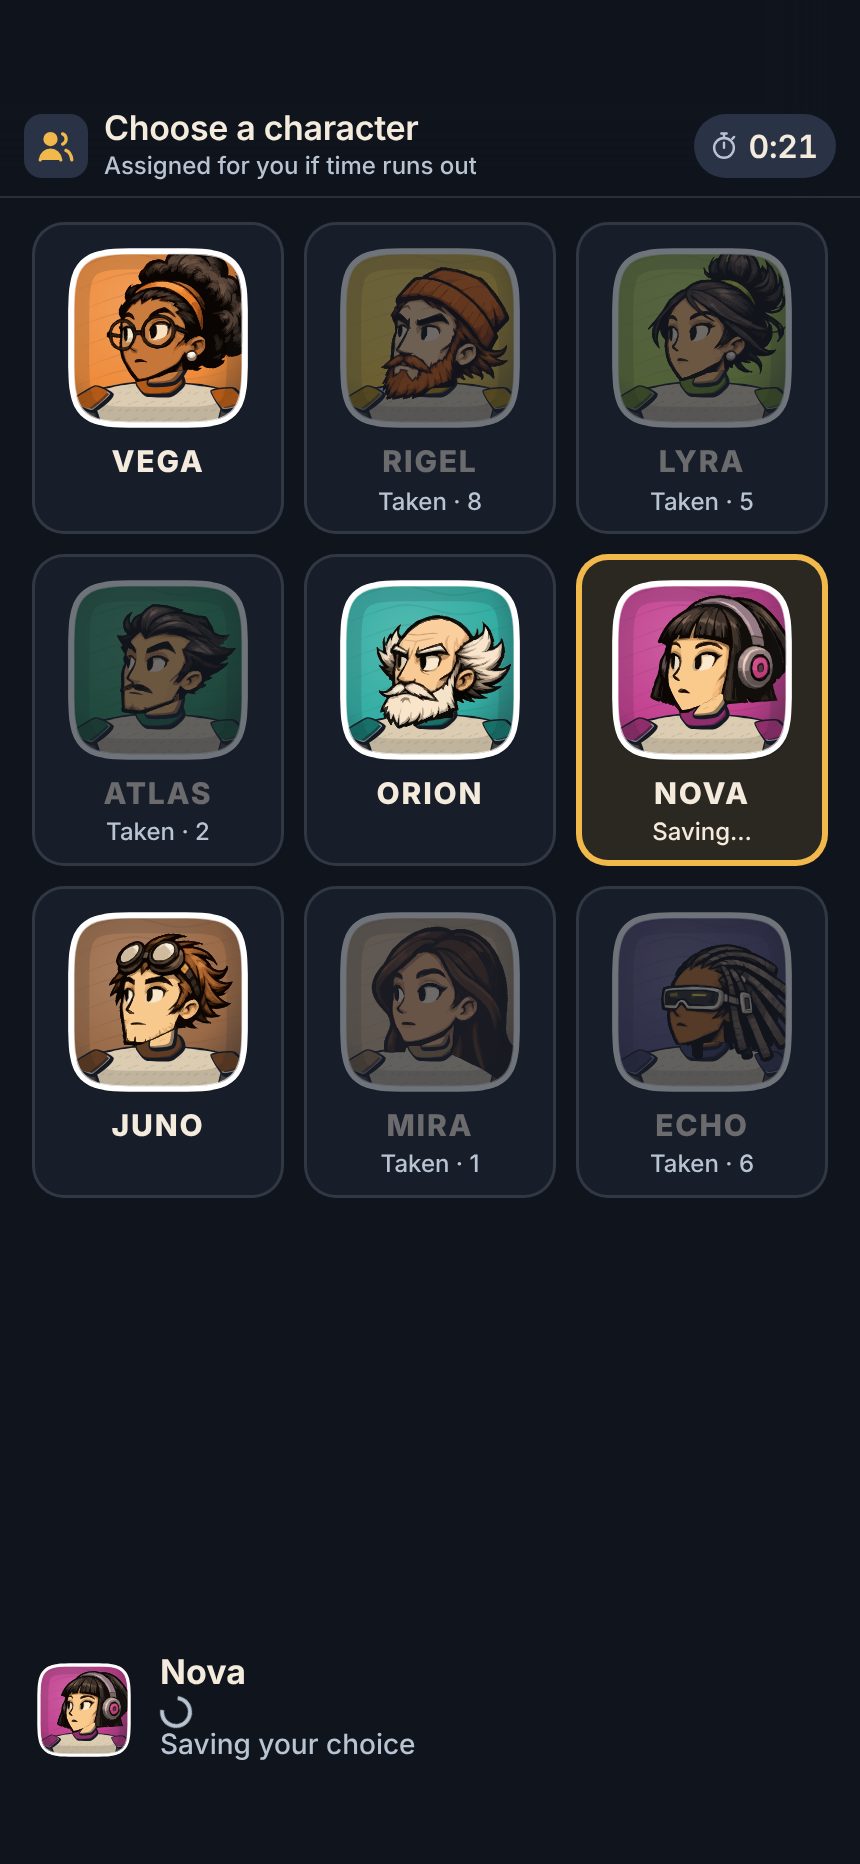 Choose a character
Assigned for you if time runs out
0:21
VEGA
RIGEL
Taken · 8
LYRA
Taken · 5
ATLAS
Taken · 2
ORION
NOVA
Saving...
JUNO
MIRA
Taken · 1
ECHO
Taken · 6
Nova
Saving your choice